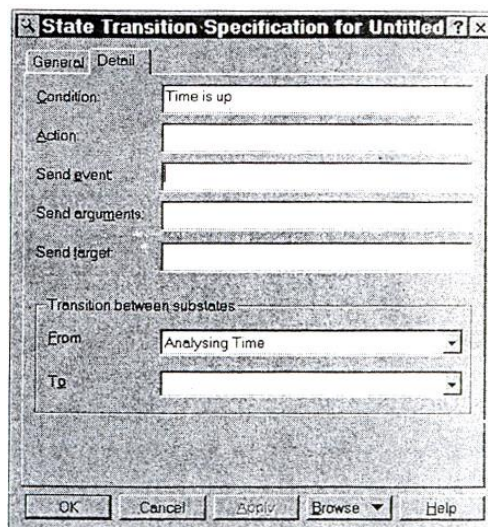 State Transition Specification for Untitled ? ×
General Detail
Condition: Time is up
Action:
Send event:
Send arguments:
Send target:
Transition between substates
From Analysing Time
To
OK Cancel Apply Browse Help